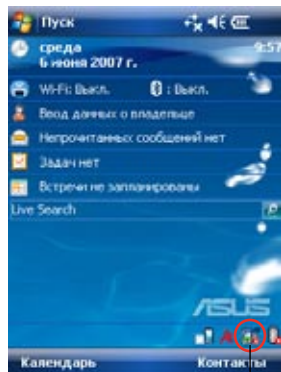 Пуск
среда 9:57
6 июня 2007 г.
Wi-Fi: Выкл. : Выкл.
Ввод данных о владельце
Непрочитанных сообщений нет
Задач нет
Встречи не запланированы
Live Search
ASUS
Календарь Контакты